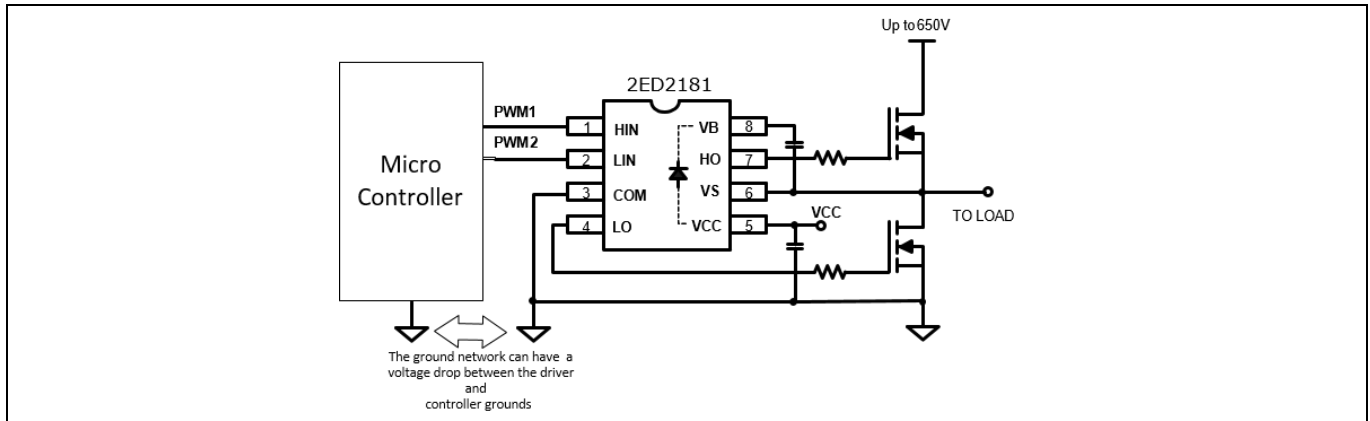 Up to 650V
2ED2181
PWM1
PWM2
Micro
Controller
1 HIN
2 LIN
3 COM
4 LO
VB 8
HO 7
VS 6
VCC 5
VCC
TO LOAD
The ground network can have a
voltage drop between the driver
and
controller grounds